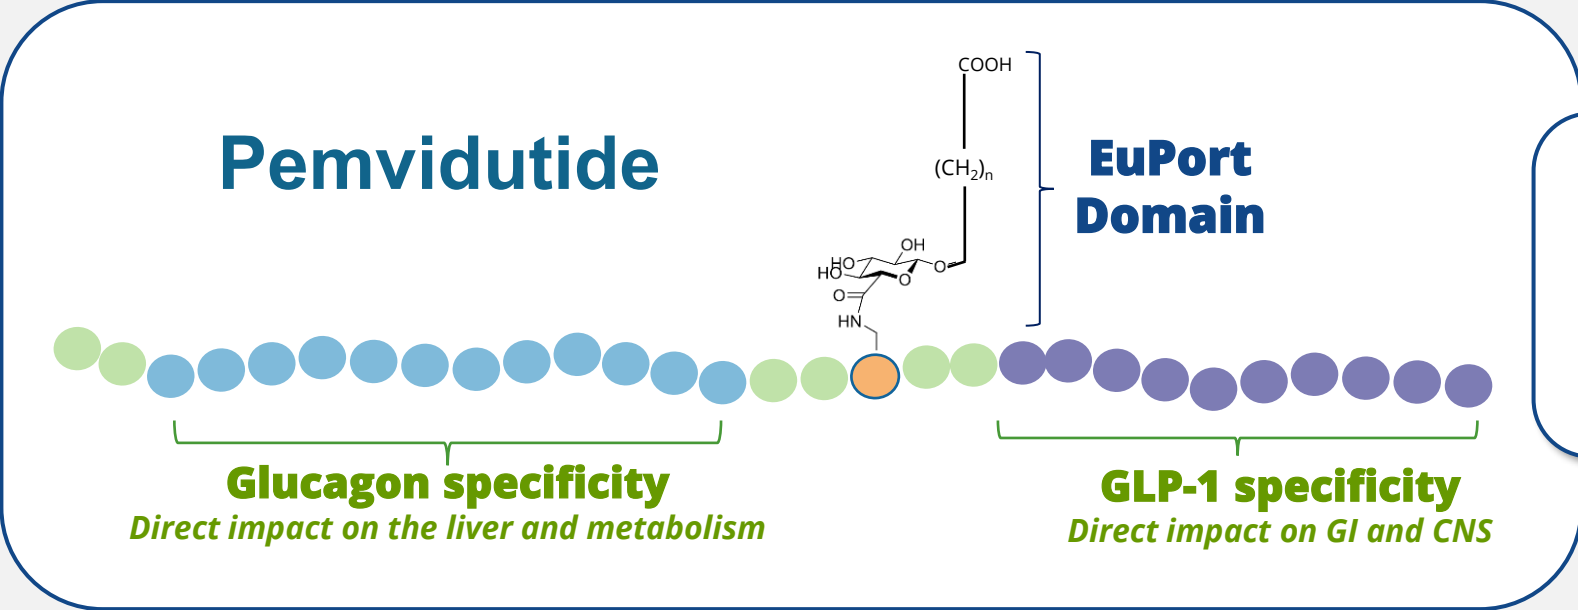 Pemvidutide
COOH
(CH2)n
EuPort
Domain
OH
HO
HO
O
O
O
HN
Glucagon specificity
Direct impact on the liver and metabolism
GLP-1 specificity
Direct impact on GI and CNS